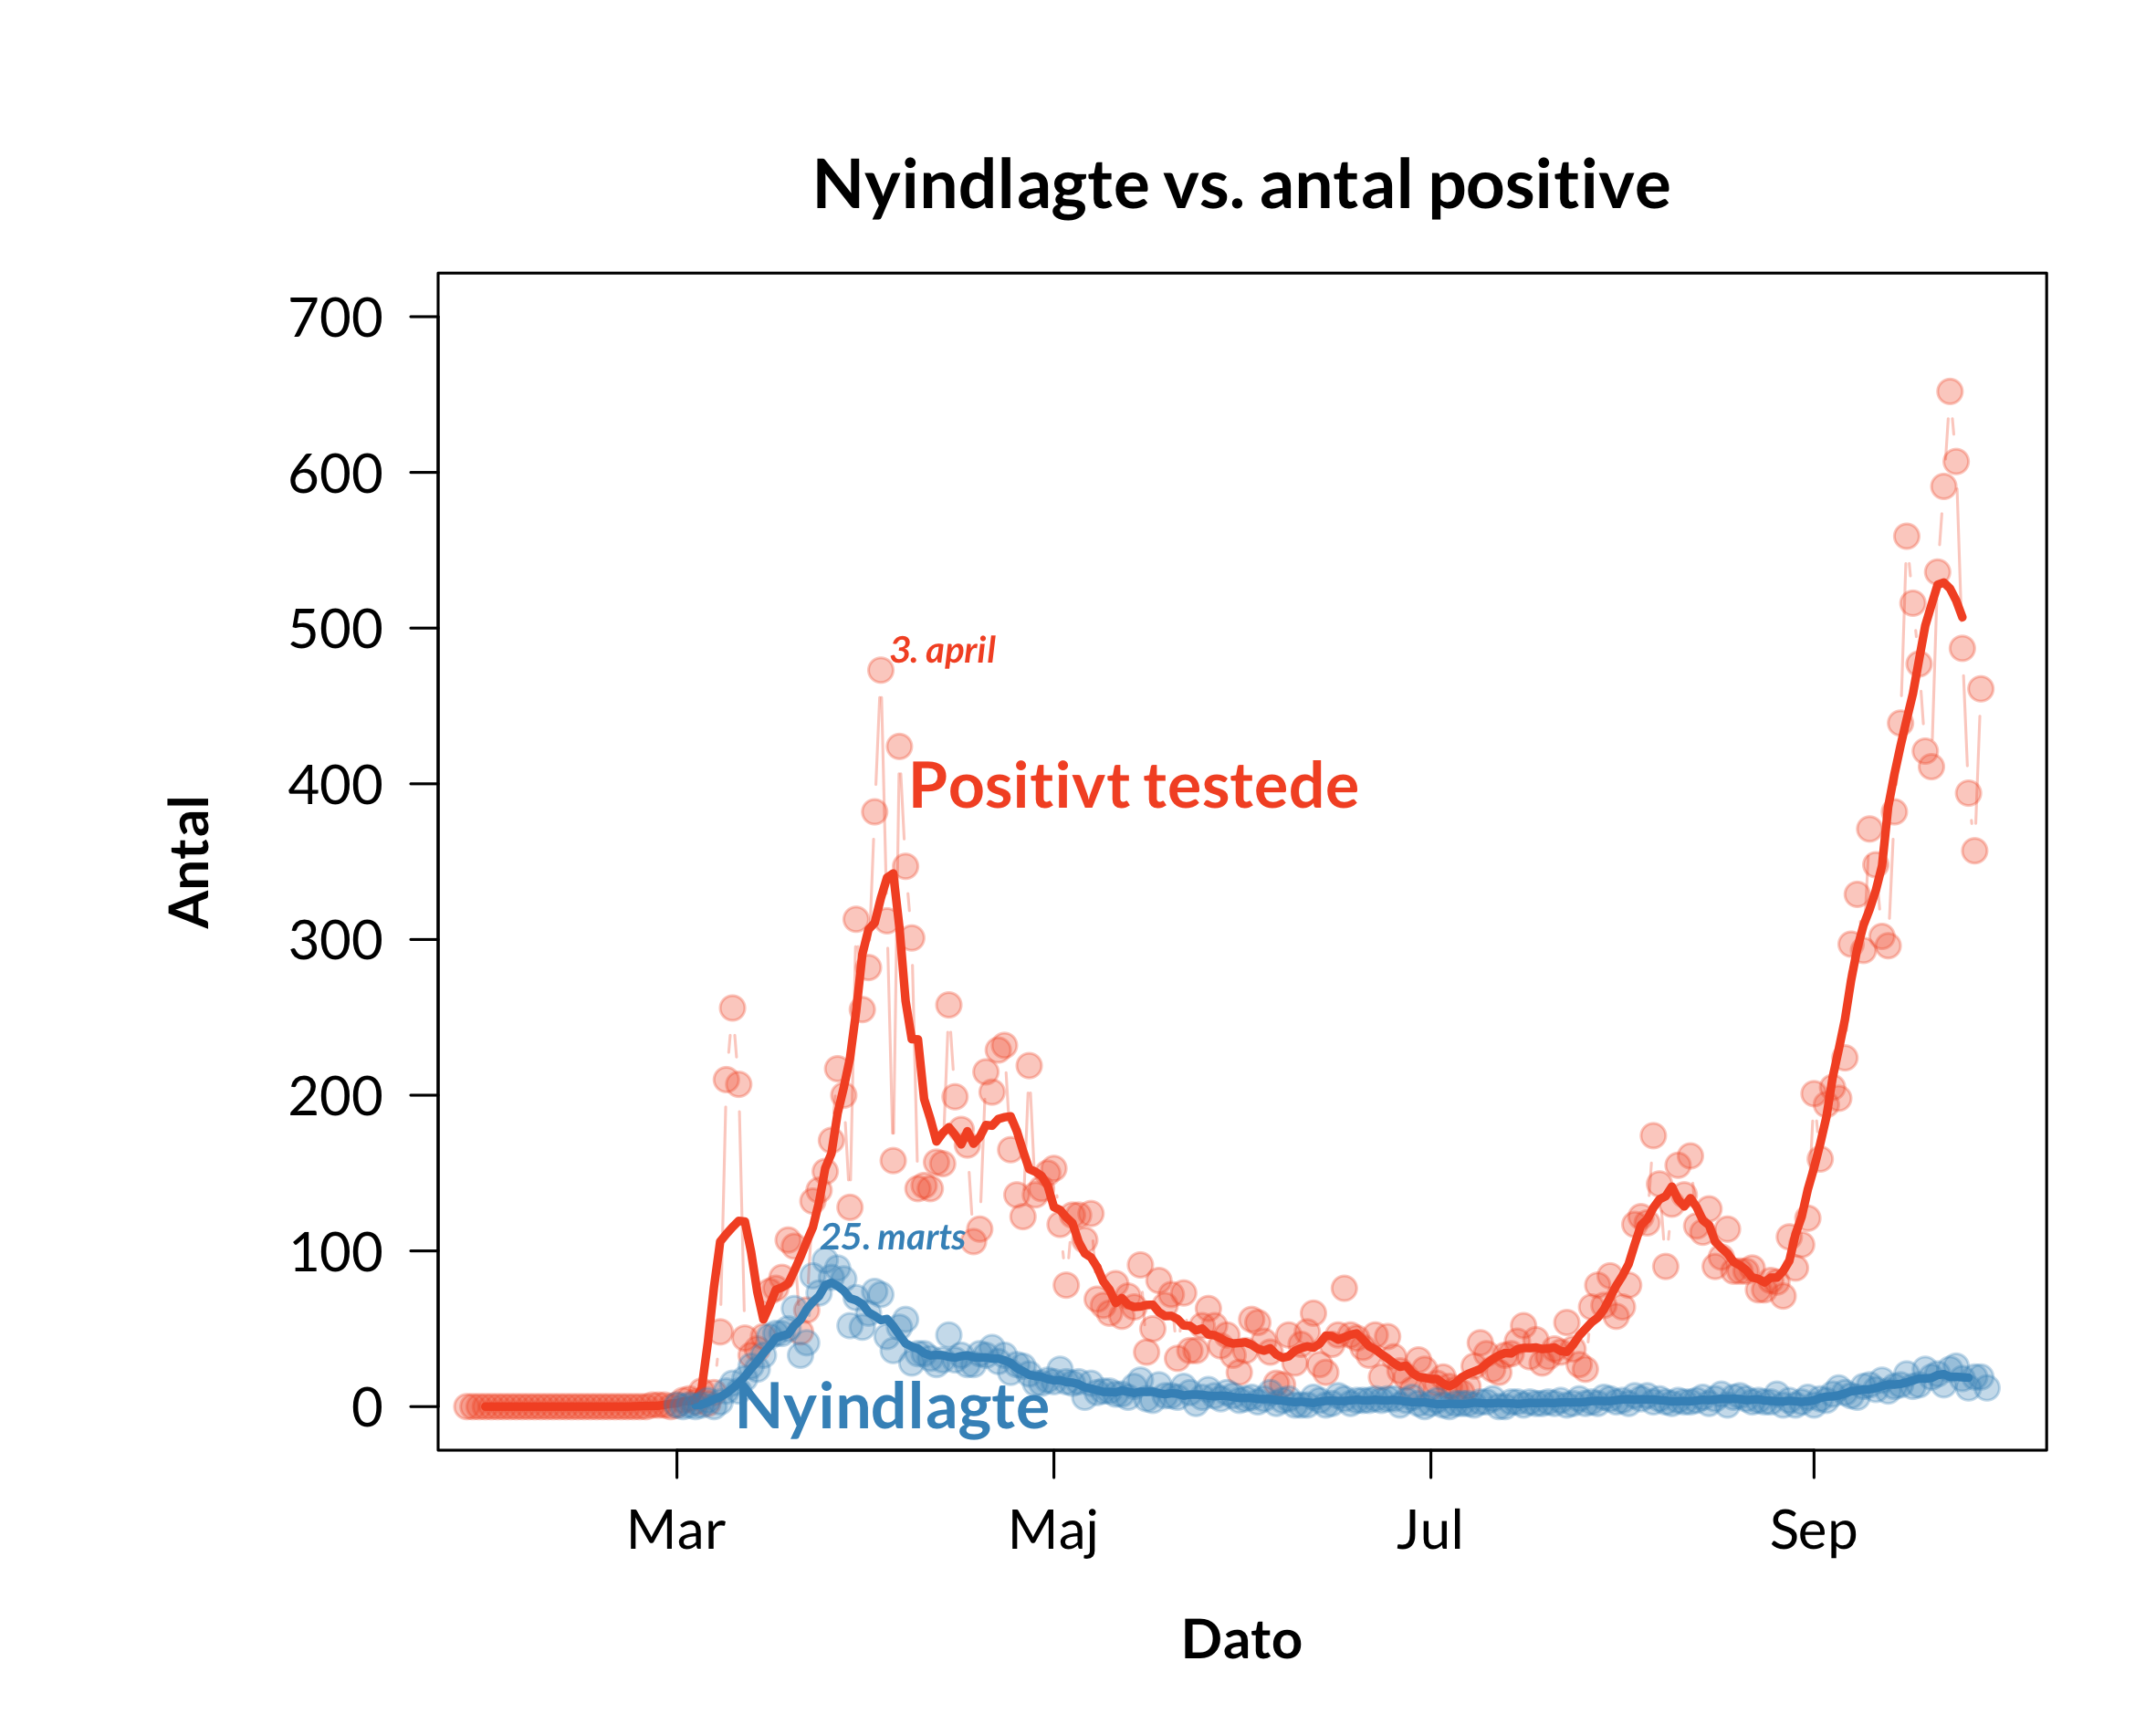 Nyindlagte vs. antal positive
700
600
500
400
300
200
100
0
Antal
3. april
Positivt testede
25. marts
Nyindlagte
Mar
Maj
Jul
Sep
Dato